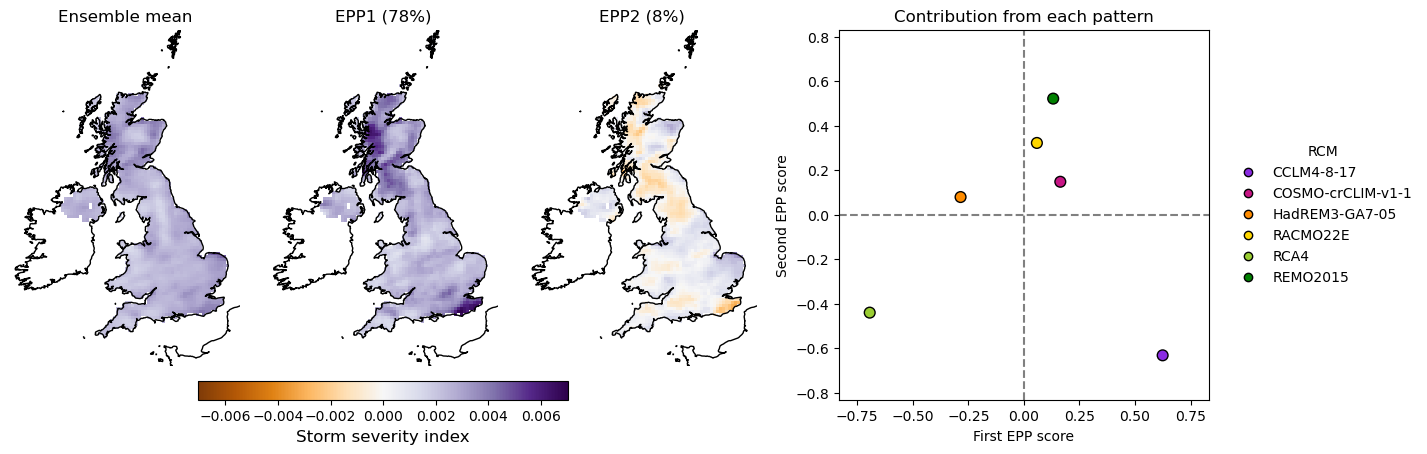 Ensemble mean
EPP1 (78%)
EPP2 (8%)
−0.006
−0.004
−0.002
0.000
0.002
0.004
0.006
Storm severity index
Contribution from each pattern
Second EPP score
0.8
0.6
0.4
0.2
0.0
−0.2
−0.4
−0.6
−0.8
−0.75
−0.50
−0.25
0.00
0.25
0.50
0.75
First EPP score
RCM
CCLM4-8-17
COSMO-crCLIM-v1-1
HadREM3-GA7-05
RACMO22E
RCA4
REMO2015